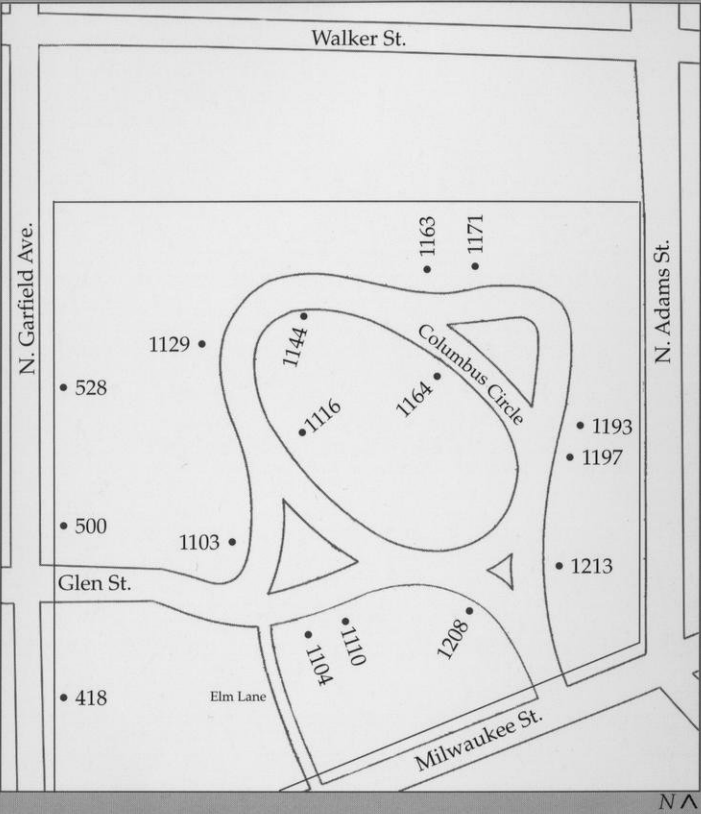 Walker St.
N. Garfield Ave.
N. Adams St.
1163
1171
1129
1144
Columbus Circle
528
1164
1116
1193
1197
500
1103
1213
Glen St.
1104
1110
1208
418
Elm Lane
Milwaukee St.
N